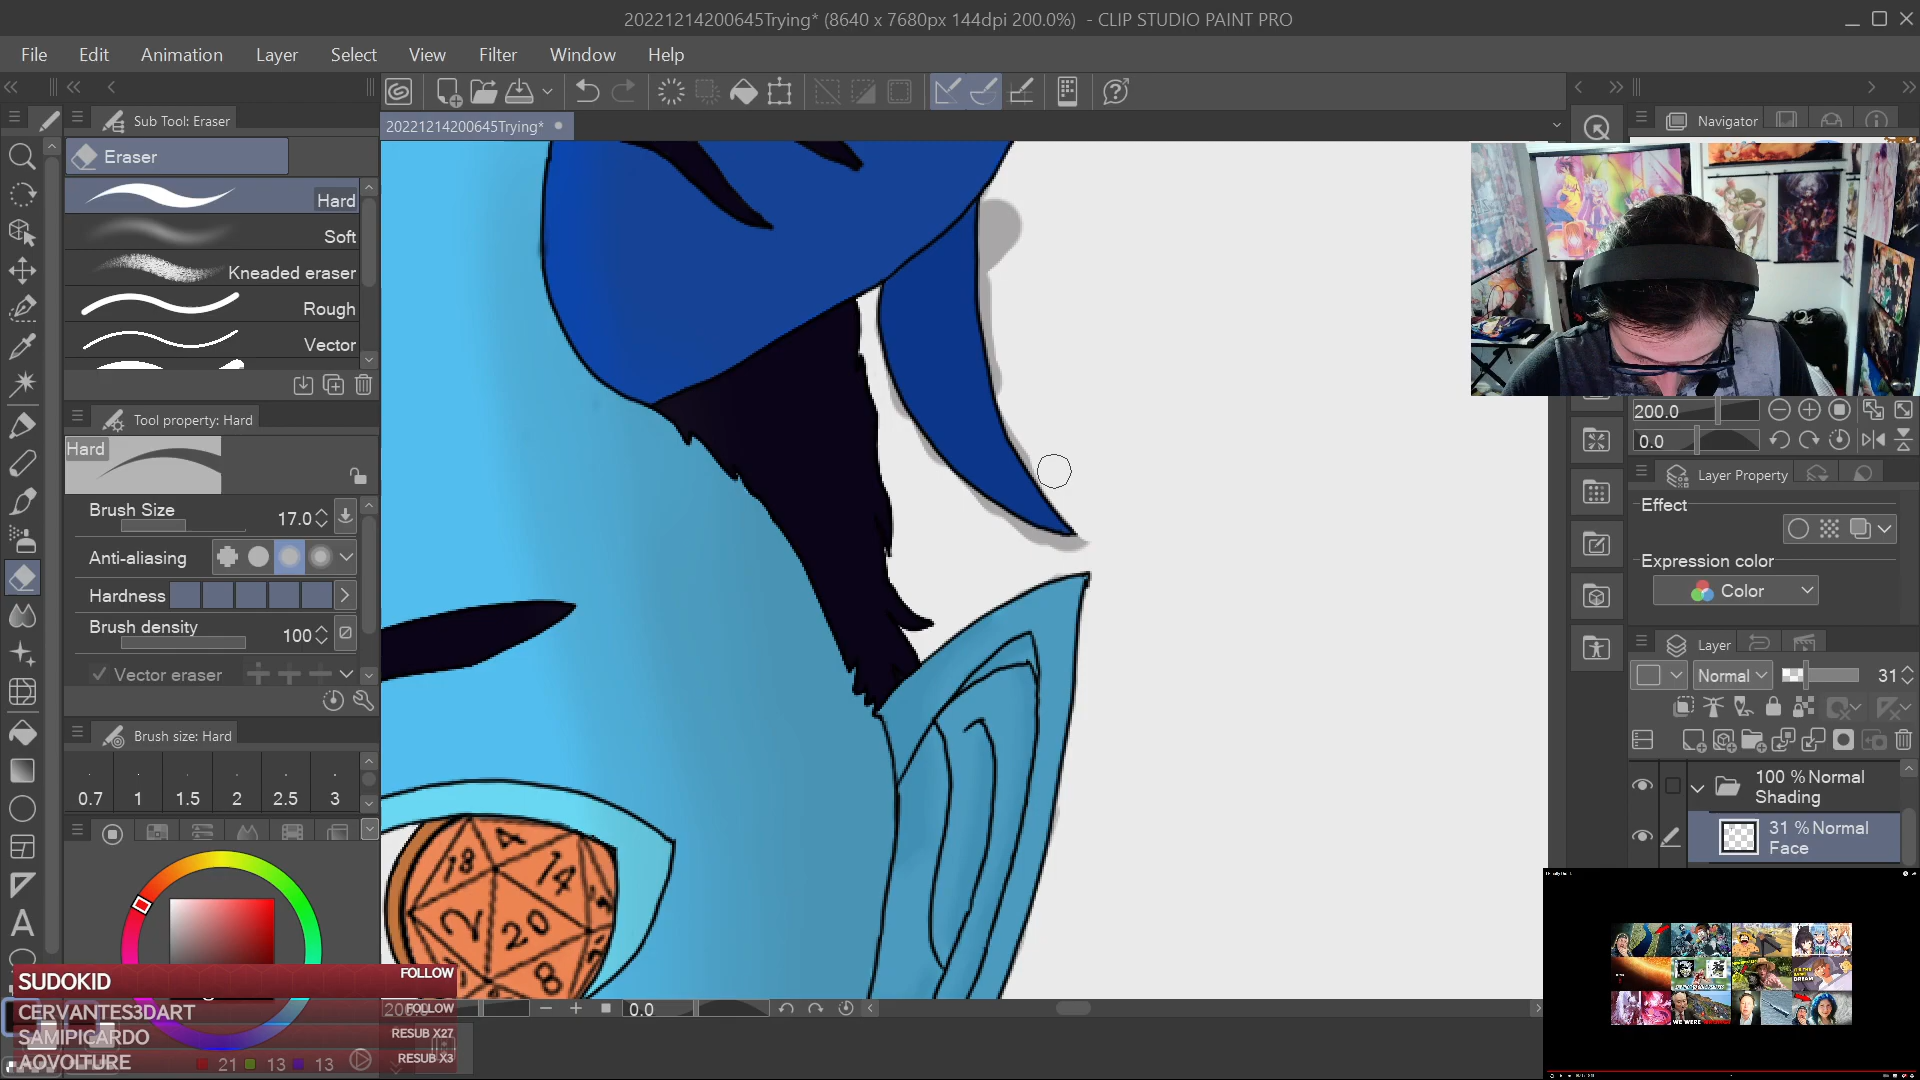 20221214200645Trying* (8640 x 7680px 144dpi 200.0%) - CLIP STUDIO PAINT PRO
File Edit Animation Layer Select View Filter Window Help
Sub Tool: Eraser
20221214200645Trying*
Navigator
Eraser
Hard
Soft
Kneaded eraser
Rough
Vector
Tool property: Hard
Hard
Brush Size 17.0
Anti-aliasing
Hardness
Brush density 100
Vector eraser
Brush size: Hard
0.7 1 1.5 2 2.5 3
200.0
0.0
Layer Property
Effect
Expression color
Color
Layer
Normal 31
100 % Normal
Shading
31 % Normal
Face
4
18
14
2
20
8
0.0
SUDOKID FOLLOW
CERVANTES3DART FOLLOW
SAMIPICARDO RESUB X27
AOVOLTURE RESUB X3
21 13 13